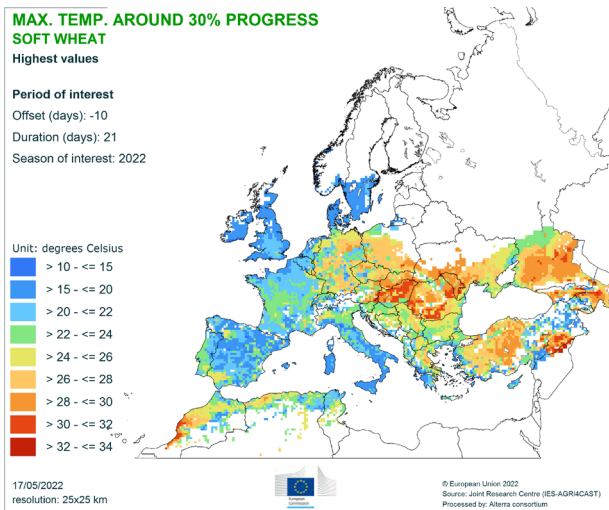 MAX. TEMP. AROUND 30% PROGRESS
SOFT WHEAT
Highest values
Period of interest
Offset (days): -10
Duration (days): 21
Season of interest: 2022
Unit: degrees Celsius
> 10 - <= 15
> 15 - <= 20
> 20 - <= 22
> 22 - <= 24
> 24 - <= 26
> 26 - <= 28
> 28 - <= 30
> 30 - <= 32
> 32 - <= 34
17/05/2022
resolution: 25x25 km
European
Commission
© European Union 2022
Source: Joint Research Centre (IES-AGRI4CAST)
Processed by: Alterra consortium